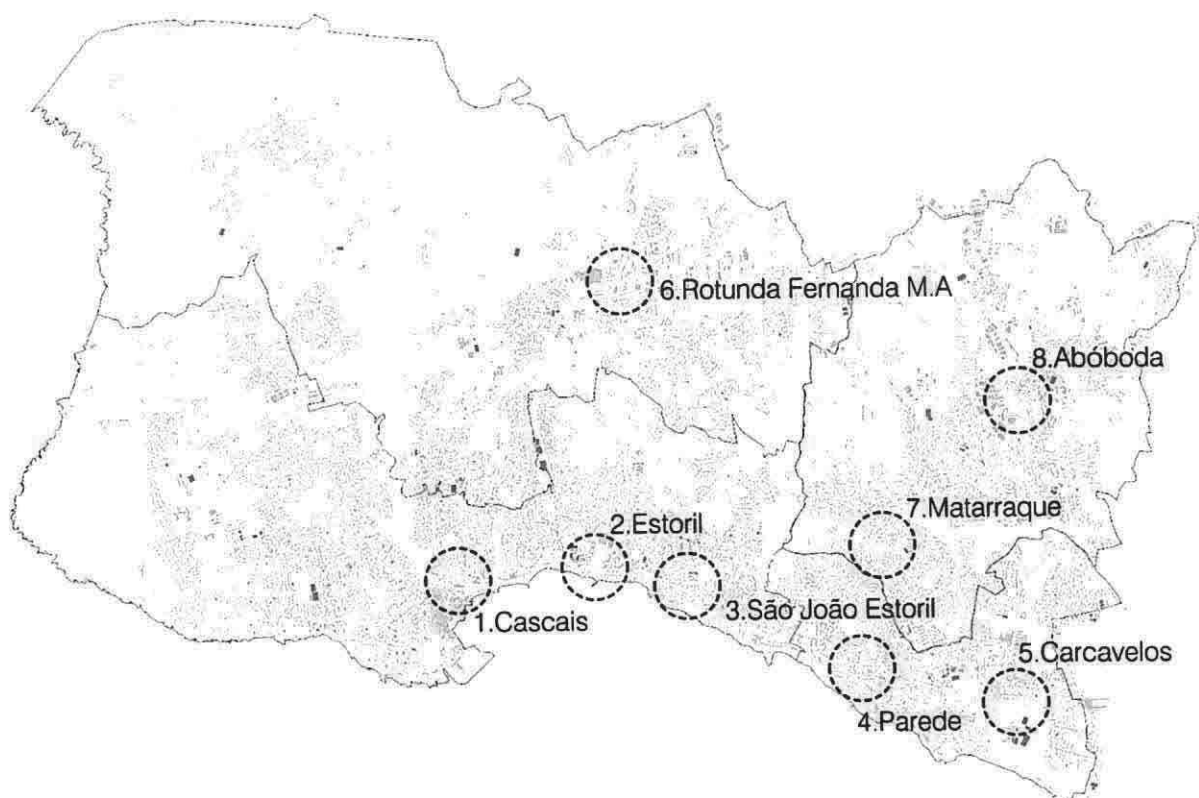 6.Rotunda Fernanda M.A
8.Abóboda
7.Matarraque
2.Estoril
3.São João Estoril
1.Cascais
5.Carcavelos
4.Parede